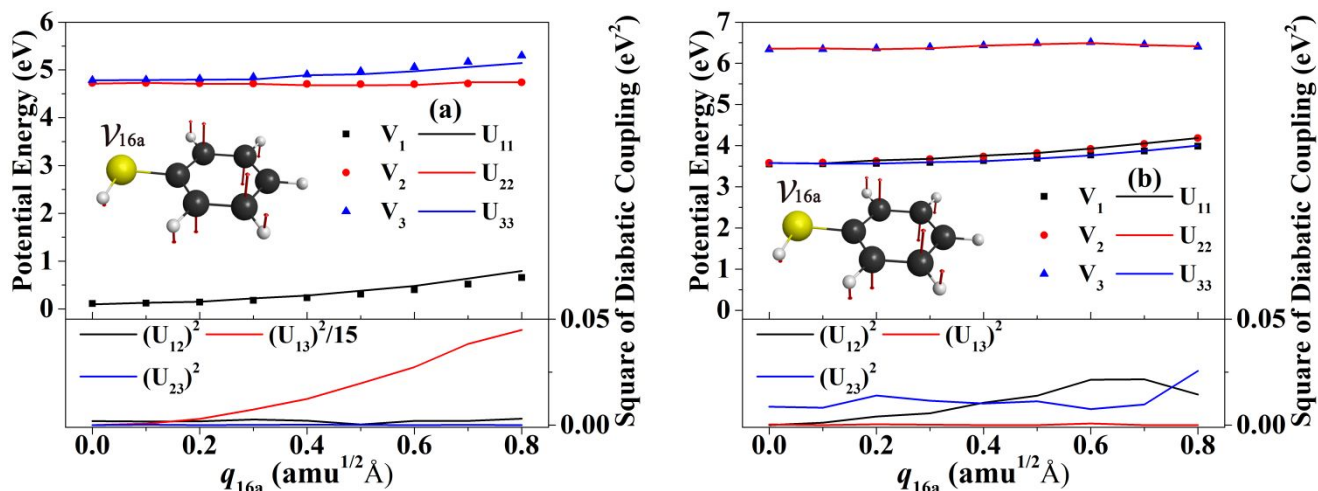 Potential Energy (eV)
6
5
4
3
2
1
0
(a)
ν16a
V1 U11
V2 U22
V3 U33
(U12)² (U13)²/15
(U23)²
0.05
0.00
Square of Diabatic Coupling (eV²)
0.0 0.2 0.4 0.6 0.8
q16a (amu1/2Å)
Potential Energy (eV)
7
6
5
4
3
2
1
0
(b)
ν16a
V1 U11
V2 U22
V3 U33
(U12)² (U13)²
(U23)²
0.05
0.00
Square of Diabatic Coupling (eV²)
0.0 0.2 0.4 0.6 0.8
q16a (amu1/2Å)